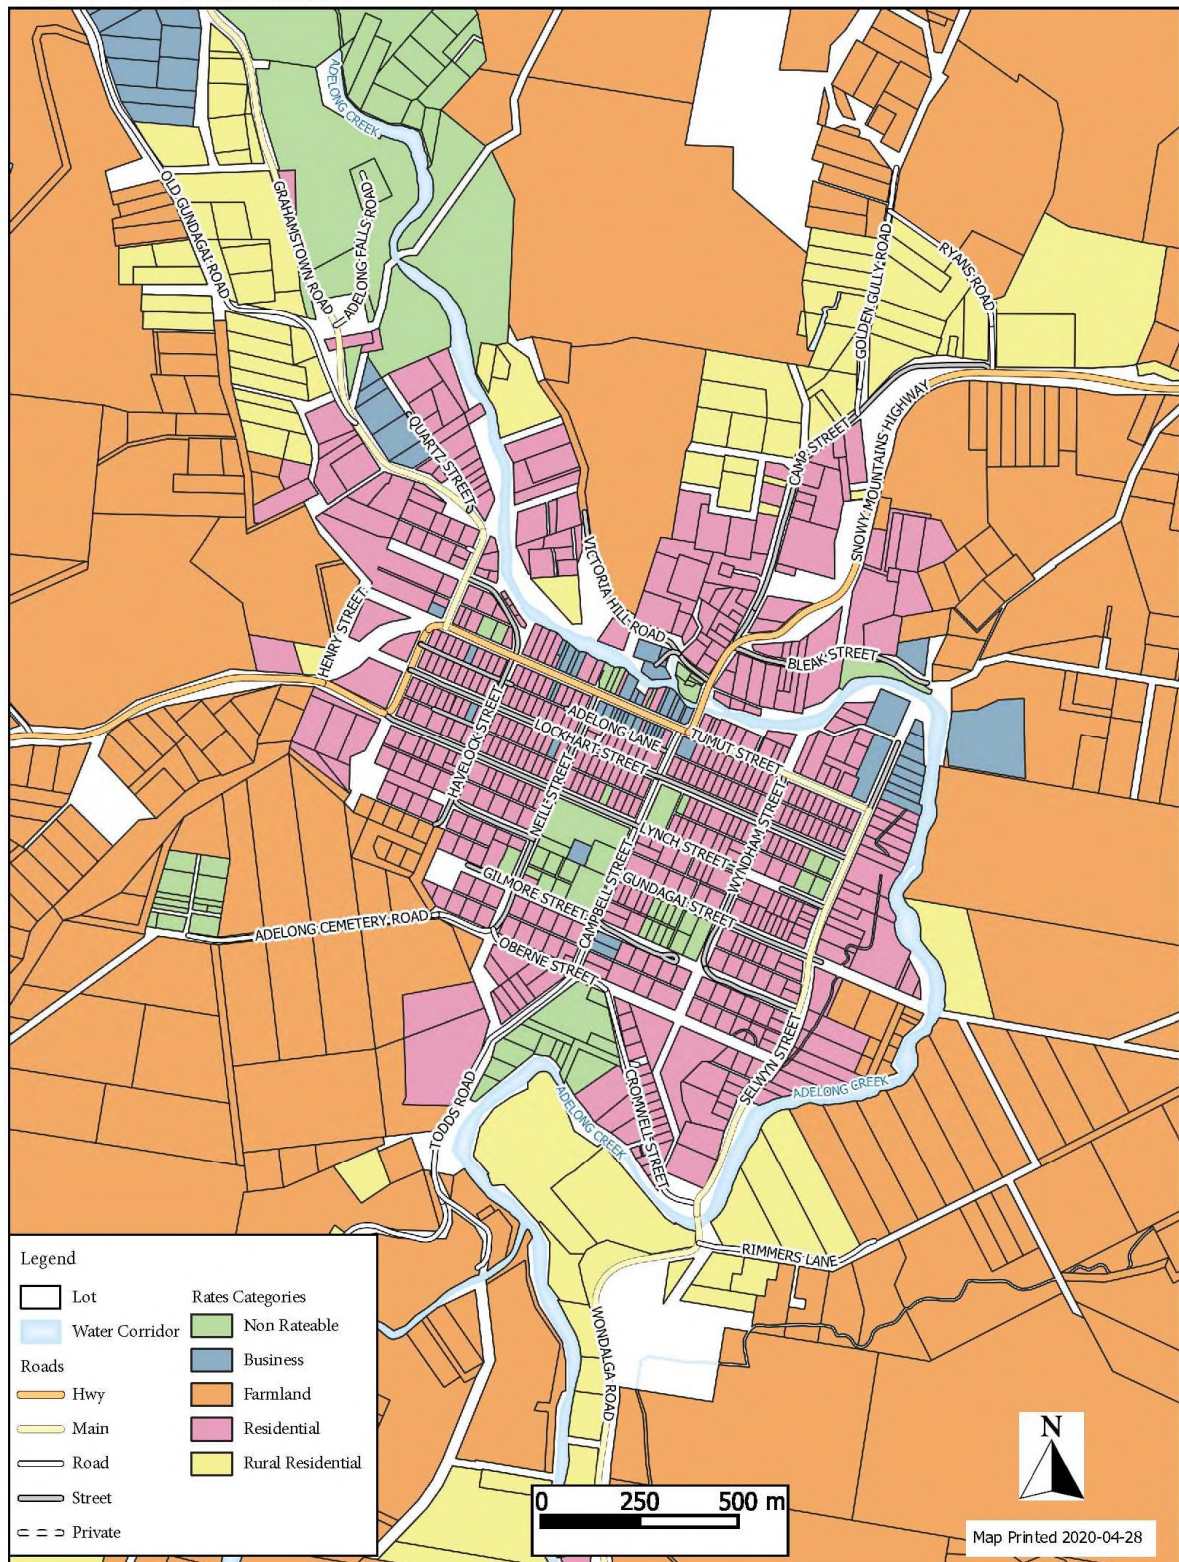 ADELONG CREEK
OLD GUNDAGAI ROAD
GRAHAMSTOWN ROAD
ADELONG FALLS ROAD
GOLDEN GULLY ROAD
RYANS ROAD
QUARTZ STREET
CAMP STREET
SNOWY MOUNTAINS HIGHWAY
VICTORIA HILL ROAD
HENRY STREET
BLEAK STREET
HAVELOCK STREET
ADELONG LANE
LOCKHART STREET
TUMUT STREET
NEILL STREET
LYNCH STREET
WYNDHAM STREET
GILMORE STREET
CAMPBELL STREET
GUNDAGAI STREET
ADELONG CEMETERY ROAD
OBERNE STREET
SELWYN STREET
ADELONG CREEK
TODDS ROAD
ADELONG CREEK
CROMWELL STREET
RIMMERS LANE
WONDALGA ROAD
Legend
Lot
Water Corridor
Roads
Hwy
Main
Road
Street
Private
Rates Categories
Non Rateable
Business
Farmland
Residential
Rural Residential
0 250 500 m
N
Map Printed 2020-04-28